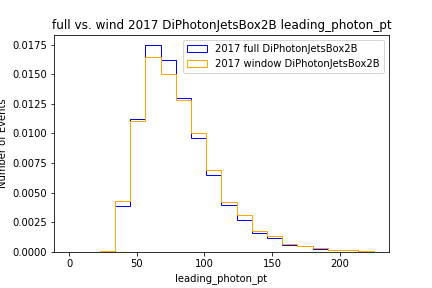 full vs. wind 2017 DiPhotonJetsBox2B leading_photon_pt
2017 full DiPhotonJetsBox2B
2017 window DiPhotonJetsBox2B
Number of Events
0.0175
0.0150
0.0125
0.0100
0.0075
0.0050
0.0025
0.0000
0 50 100 150 200
leading_photon_pt